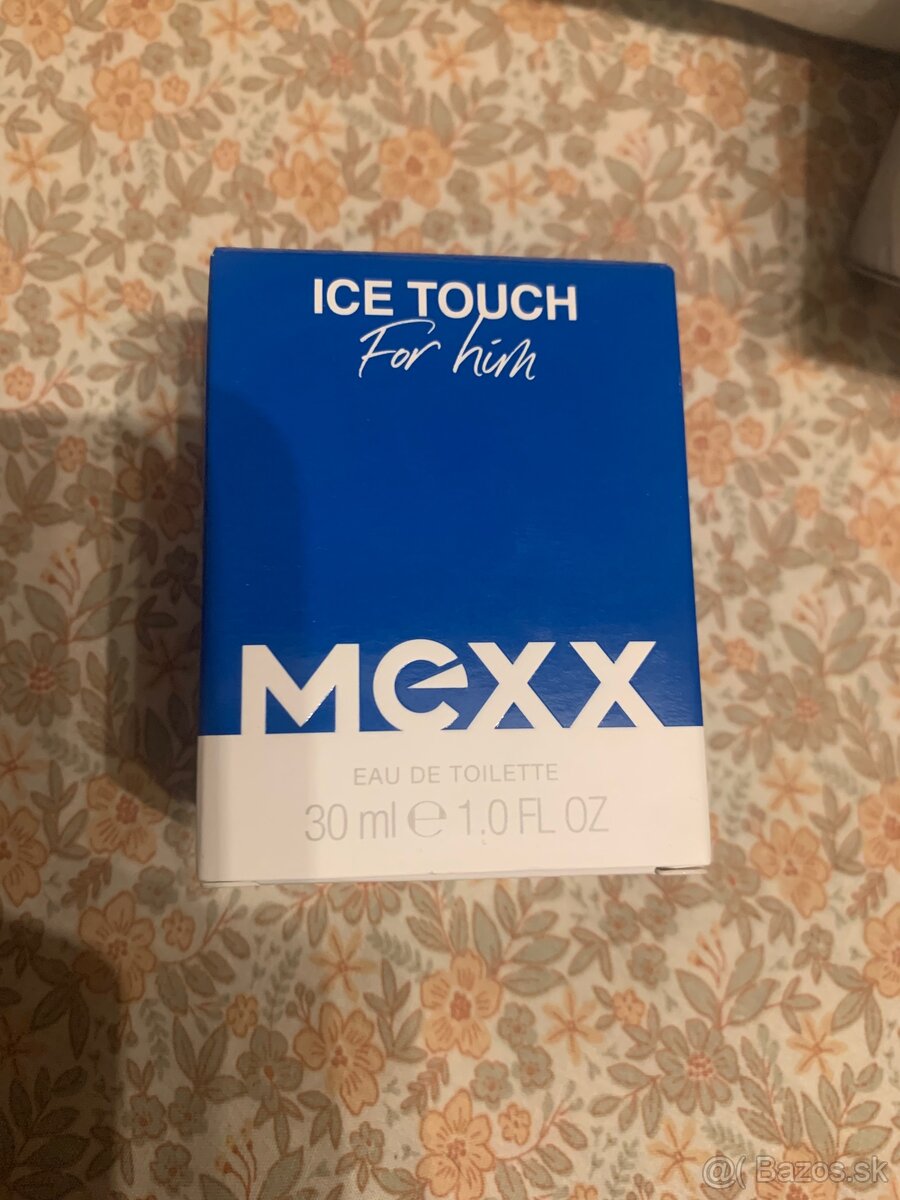 ICE TOUCH
For him
Mexx
EAU DE TOILETTE
30 ml ℮ 1.0 FL OZ
@( Bazos.sk